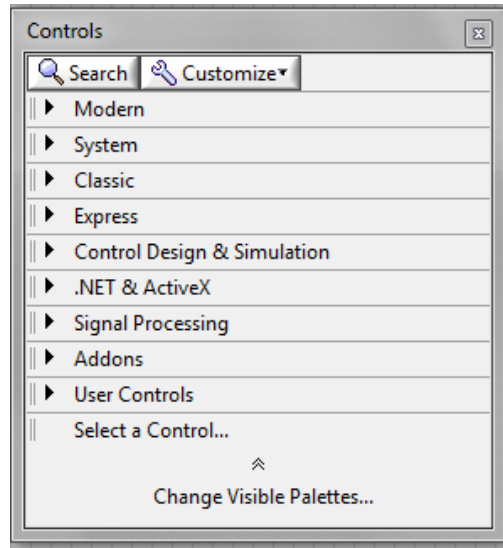 Controls
Search Customize
Modern
System
Classic
Express
Control Design & Simulation
.NET & ActiveX
Signal Processing
Addons
User Controls
Select a Control...
Change Visible Palettes...